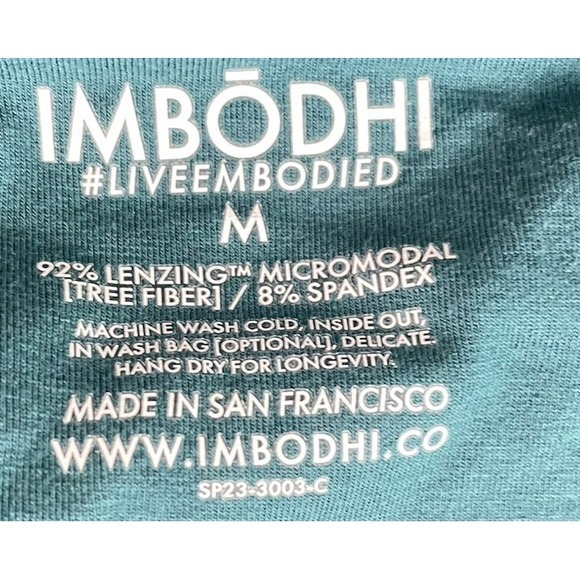 IMBŌDHI
#LIVEEMBODIED
M
92% LENZING™ MICROMODAL
[TREE FIBER] / 8% SPANDEX
MACHINE WASH COLD, INSIDE OUT,
IN WASH BAG [OPTIONAL], DELICATE.
HANG DRY FOR LONGEVITY.
MADE IN SAN FRANCISCO
WWW.IMBODHI.CO
SP23-3003-C